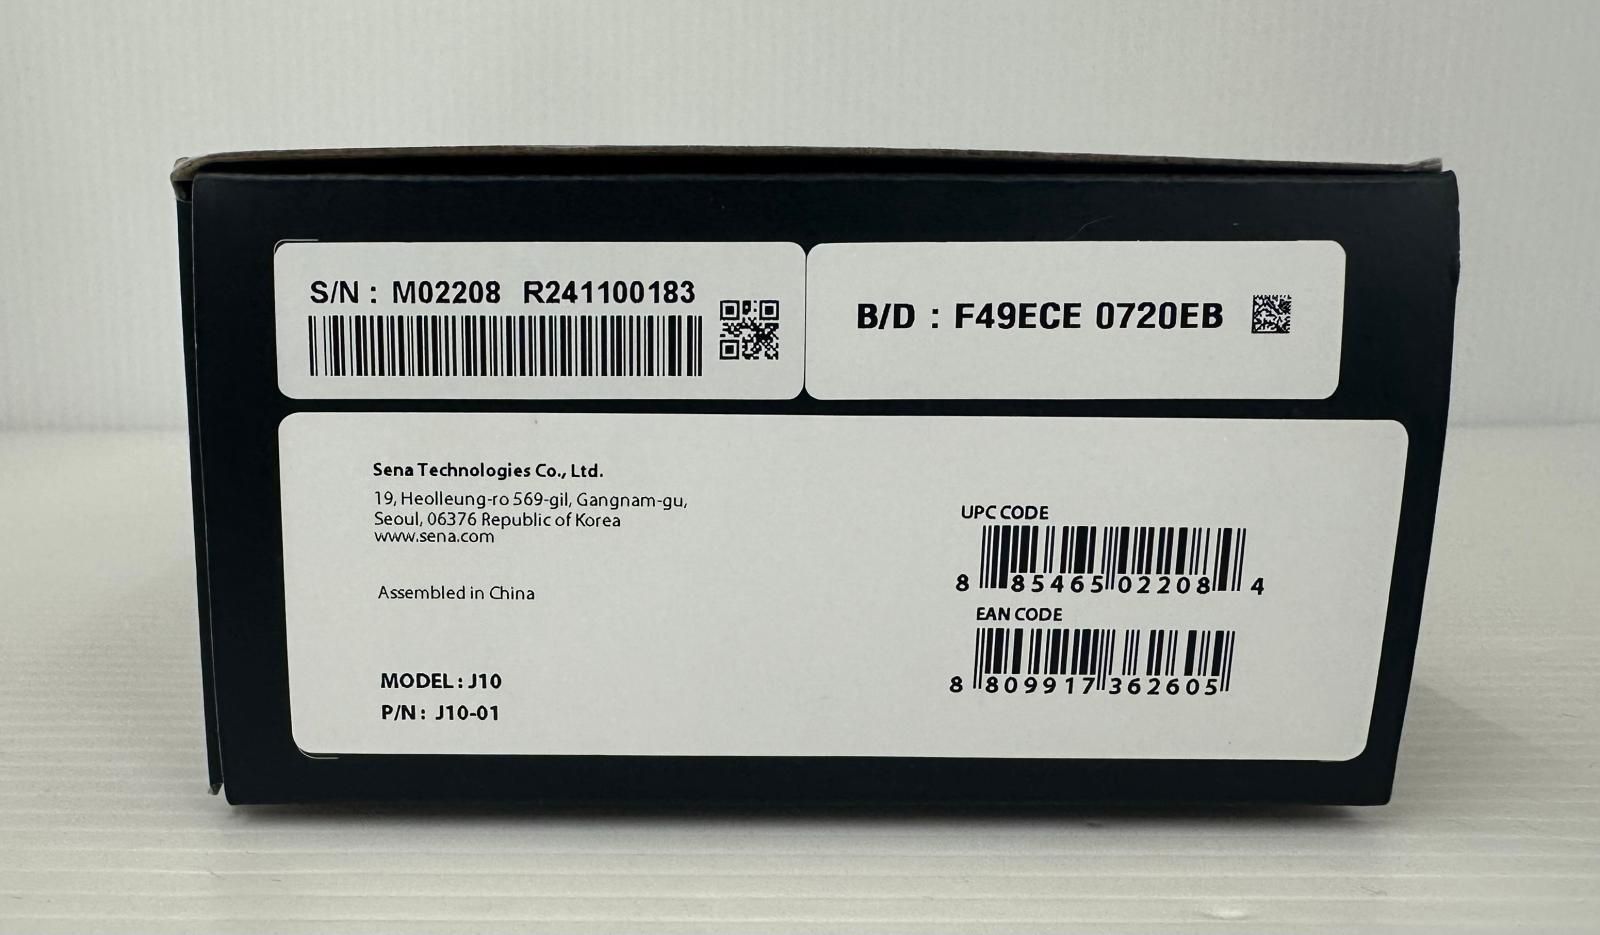 S/N : M02208 R241100183
B/D : F49ECE 0720EB
Sena Technologies Co., Ltd.
19, Heolleung-ro 569-gil, Gangnam-gu,
Seoul, 06376 Republic of Korea
www.sena.com
Assembled in China
MODEL : J10
P/N : J10-01
UPC CODE
8 85465 02208 4
EAN CODE
8 809917 362605